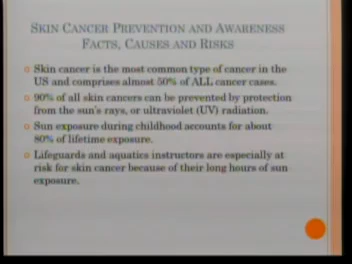 SKIN CANCER PREVENTION AND AWARENESS
FACTS, CAUSES AND RISKS
Skin cancer is the most common type of cancer in the
US and comprises almost 50% of ALL cancer cases.
90% of all skin cancers can be prevented by protection
from the sun's rays, or ultraviolet (UV) radiation.
Sun exposure during childhood accounts for about
80% of lifetime exposure.
Lifeguards and aquatics instructors are especially at
risk for skin cancer because of their long hours of sun
exposure.